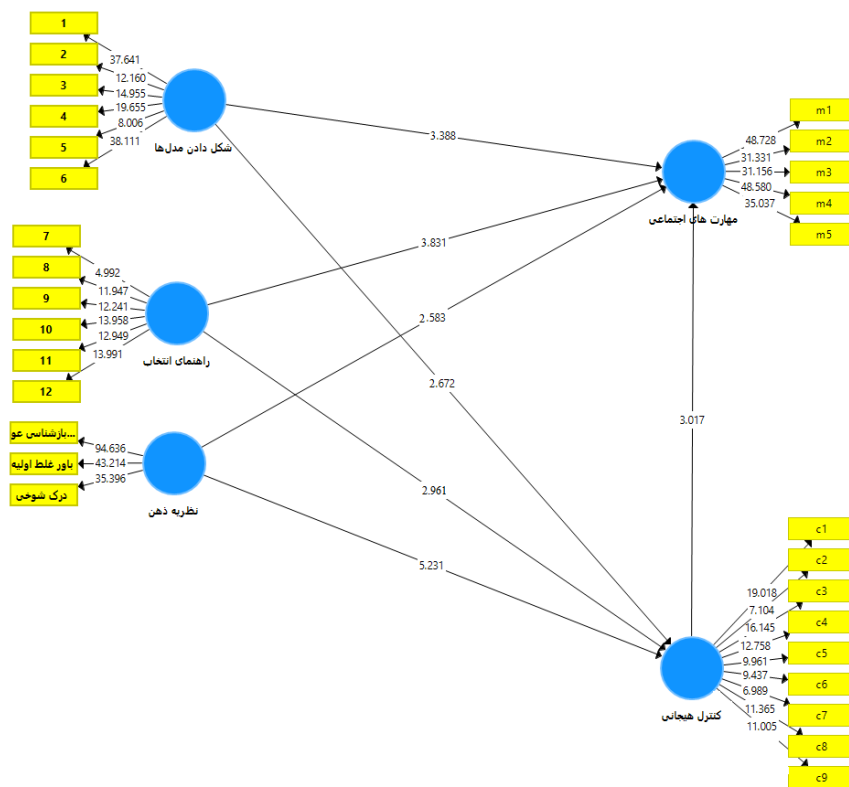 1
37.641
2
12.160
3
14.955
4
19.655
5
8.006
6
38.111
شکل دادن مدل‌ها
3.388
m1
48.728
m2
31.331
m3
31.156
m4
48.580
m5
35.037
مهارت های اجتماعی
7
4.992
8
11.947
9
12.241
10
13.958
11
12.949
12
13.991
راهنمای انتخاب
3.831
2.583
2.672
3.017
بازشناسی عو...
94.636
باور غلط اولیه
43.214
درک شوخی
35.396
نظریه ذهن
2.961
5.231
c1
19.018
c2
7.104
c3
16.145
c4
12.758
c5
9.961
c6
9.437
c7
6.989
c8
11.365
c9
11.005
کنترل هیجانی